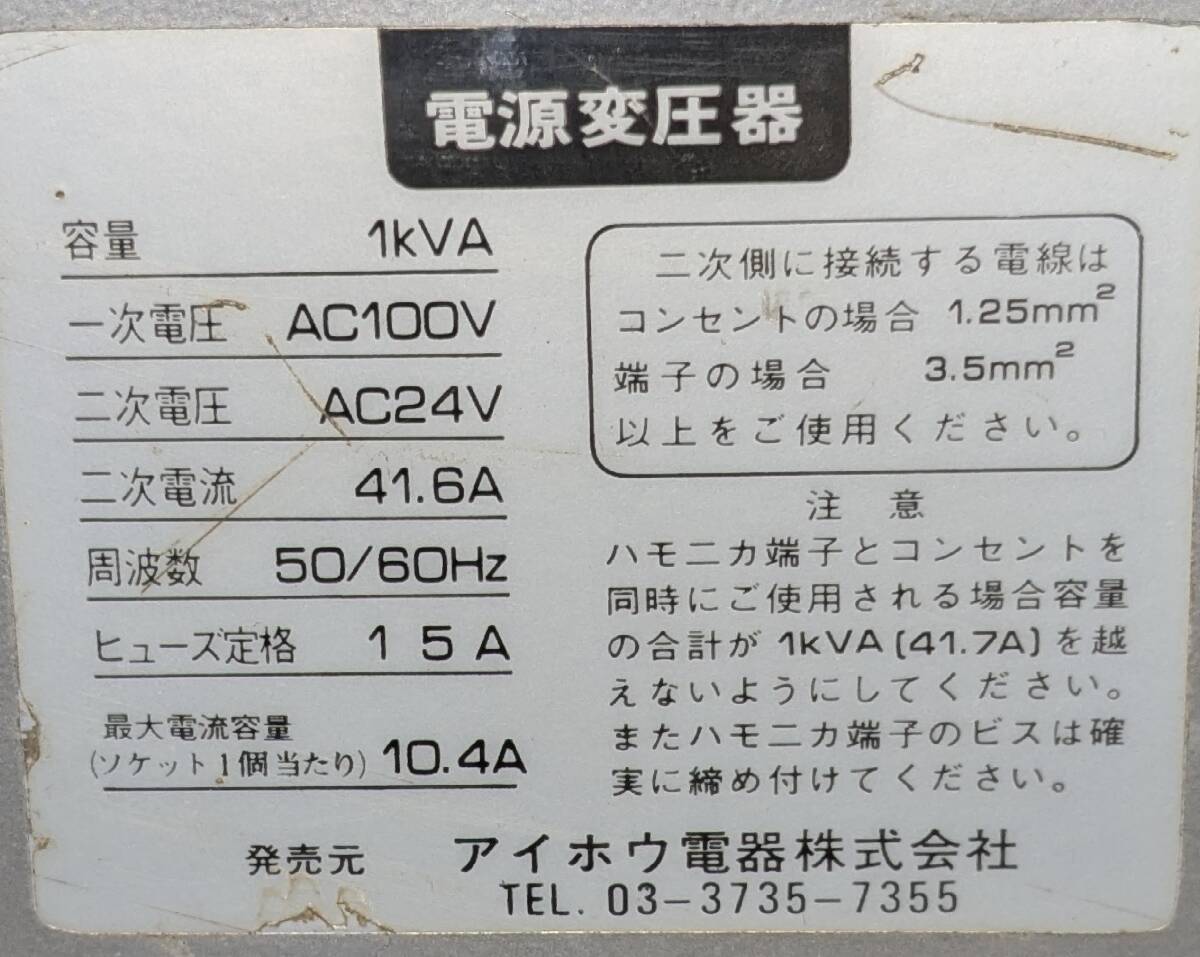 電源変圧器
容量 1kVA
一次電圧 AC100V
二次電圧 AC24V
二次電流 41.6A
周波数 50/60Hz
ヒューズ定格 15A
最大電流容量
(ソケット1個当たり) 10.4A
二次側に接続する電線は
コンセントの場合 1.25mm²
端子の場合 3.5mm²
以上をご使用ください。
注意
ハモニカ端子とコンセントを
同時にご使用される場合容量
の合計が1kVA(41.7A)を越
えないようにしてください。
またハモニカ端子のビスは確
実に締め付けてください。
発売元 アイホウ電器株式会社
TEL. 03-3735-7355